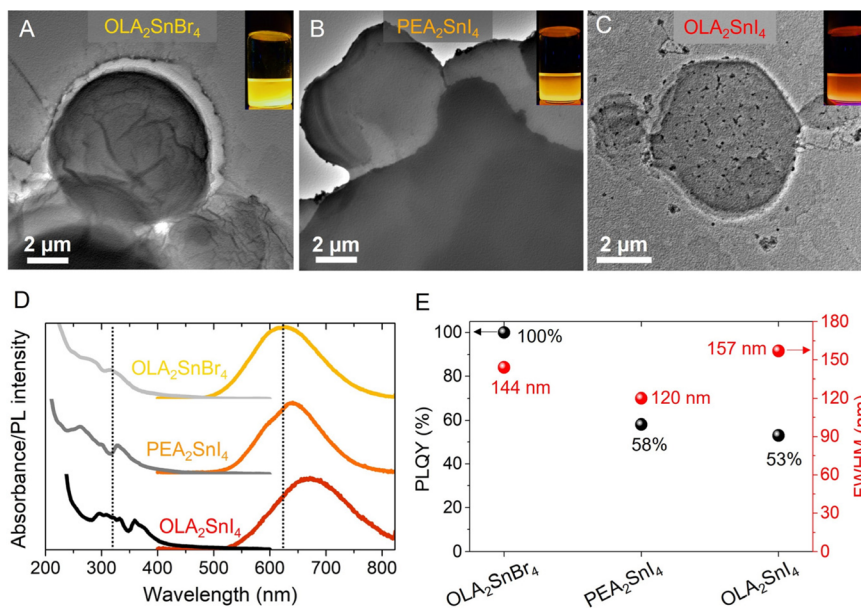 A
OLA₂SnBr₄
2 µm
B
PEA₂SnI₄
2 µm
C
OLA₂SnI₄
2 µm
D
Absorbance/PL intensity
OLA₂SnBr₄
PEA₂SnI₄
OLA₂SnI₄
200 300 400 500 600 700 800
Wavelength (nm)
E
PLQY (%)
100
80
60
40
20
0
100%
144 nm
120 nm
58%
157 nm
53%
180
150
120
90
60
30
0
FWHM (nm)
OLA₂SnBr₄
PEA₂SnI₄
OLA₂SnI₄